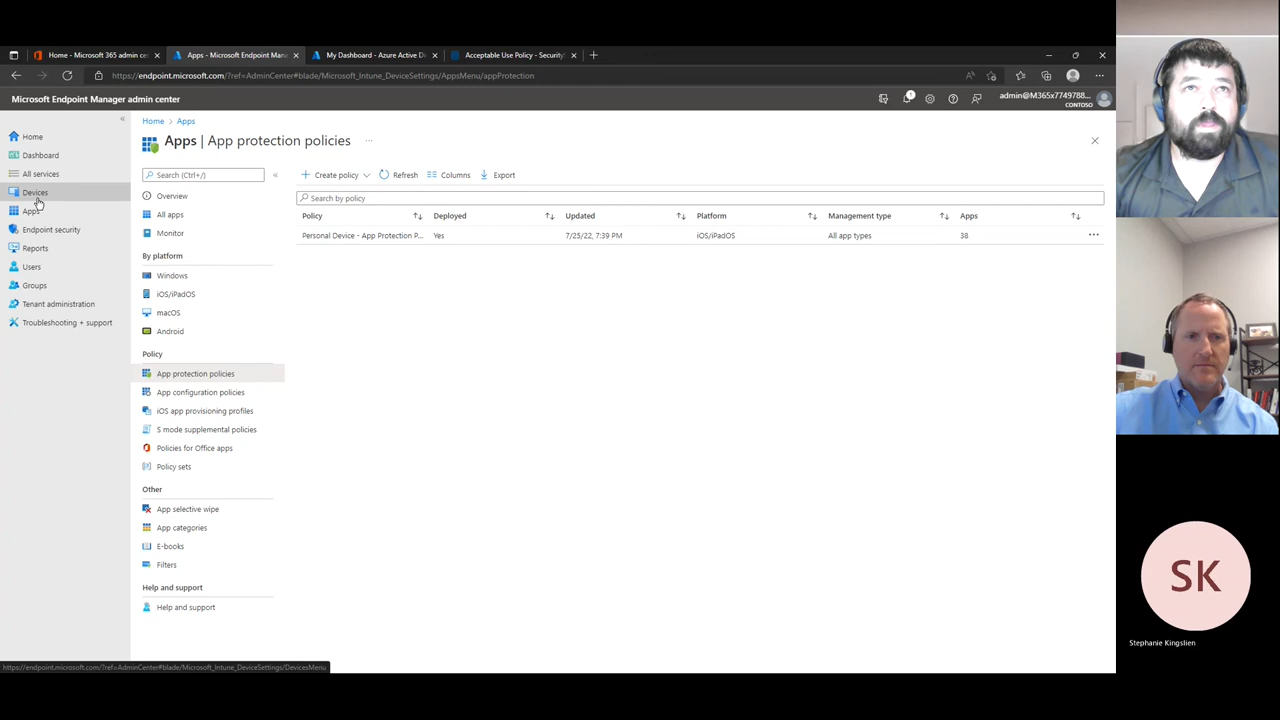 Home - Microsoft 365 admin ce
Apps - Microsoft Endpoint Mana
My Dashboard - Azure Active Di
Acceptable Use Policy - Security!
https://endpoint.microsoft.com/?ref=AdminCenter#blade/Microsoft_Intune_DeviceSettings/AppsMenu/appProtection
Microsoft Endpoint Manager admin center
1
admin@M365x7749788...
CONTOSO
Home
Dashboard
All services
Devices
Apps
Endpoint security
Reports
Users
Groups
Tenant administration
Troubleshooting + support
Home > Apps
Apps | App protection policies
Search (Ctrl+/)
Overview
All apps
Monitor
By platform
Windows
iOS/iPadOS
macOS
Android
Policy
App protection policies
App configuration policies
iOS app provisioning profiles
S mode supplemental policies
Policies for Office apps
Policy sets
Other
App selective wipe
App categories
E-books
Filters
Help and support
Help and support
Create policy
Refresh
Columns
Export
Search by policy
Policy Deployed Updated Platform Management type Apps
Personal Device - App Protection P... Yes 7/25/22, 7:39 PM iOS/iPadOS All app types 38
https://endpoint.microsoft.com/?ref=AdminCenter#blade/Microsoft_Intune_DeviceSettings/DevicesMenu
SK
Stephanie Kingslien